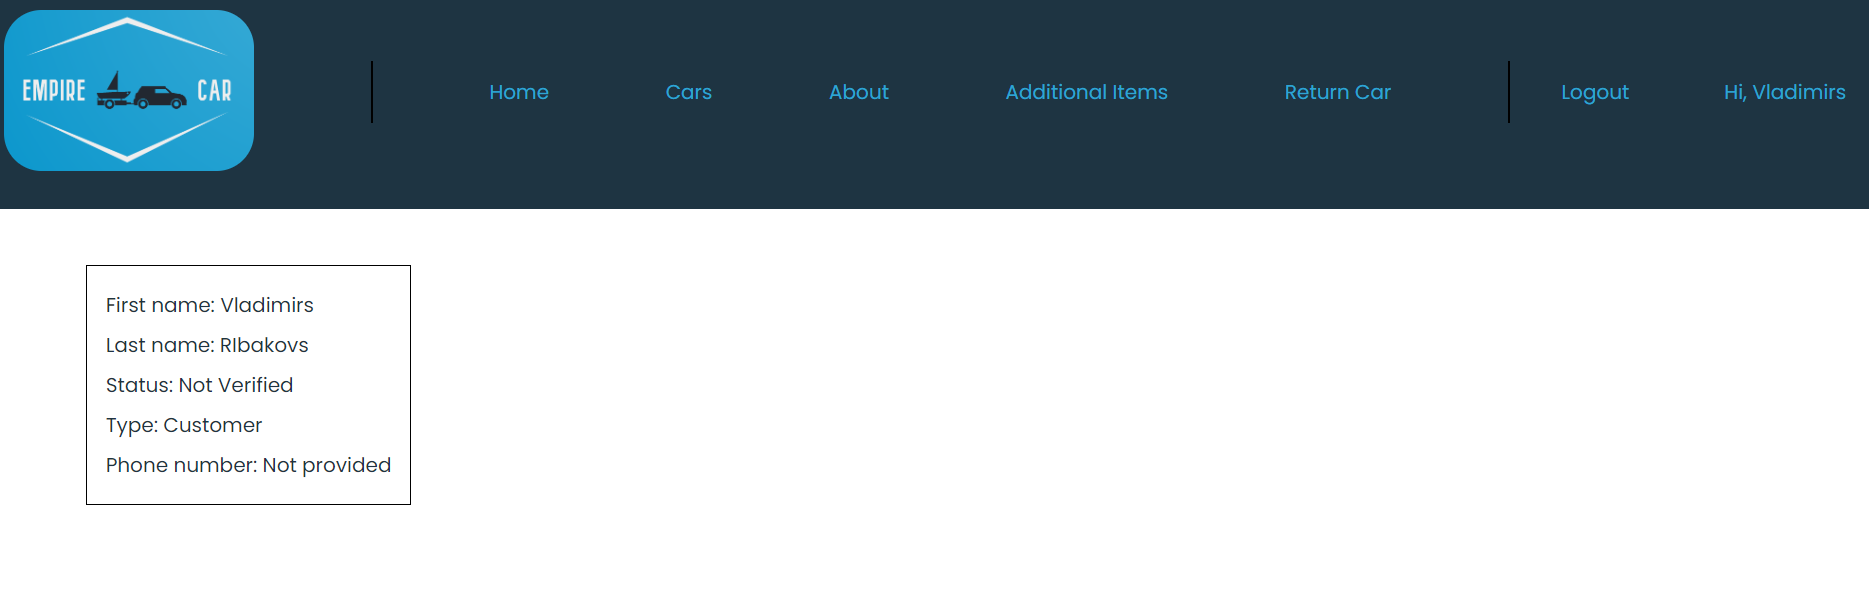 EMPIRE CAR
Home Cars About Additional Items Return Car Logout Hi, Vladimirs
First name: Vladimirs
Last name: RIbakovs
Status: Not Verified
Type: Customer
Phone number: Not provided